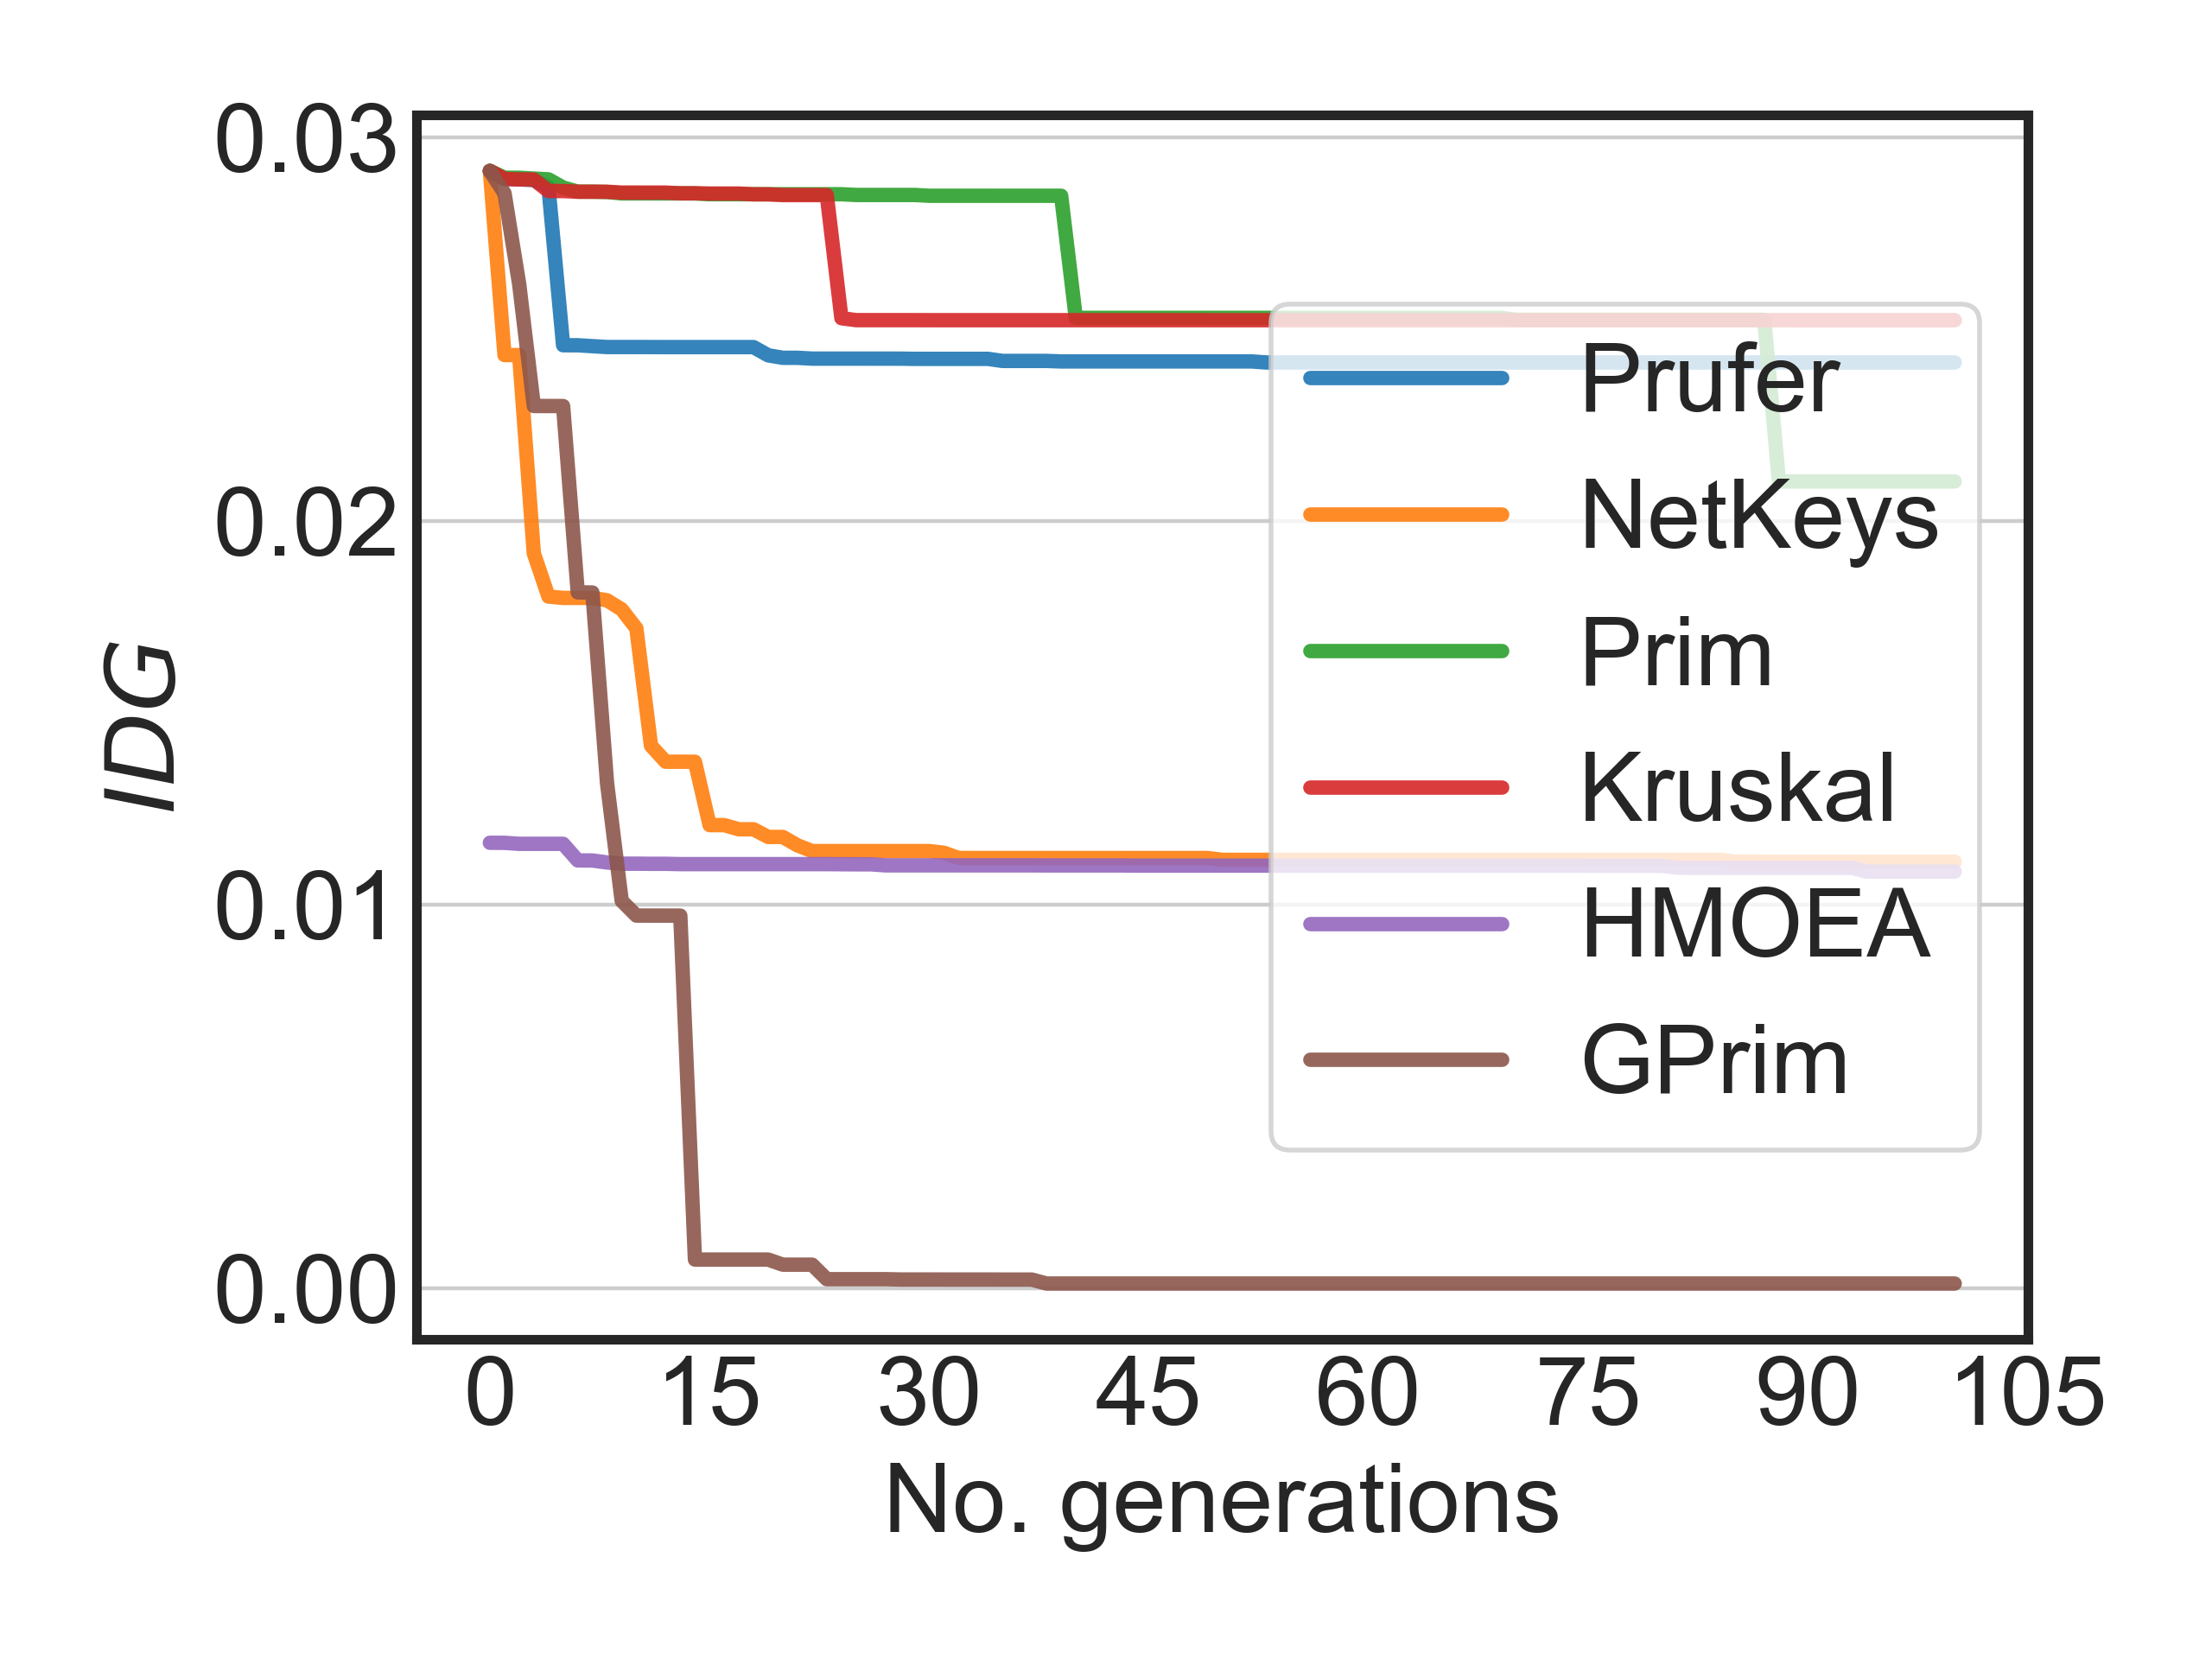 0.03
0.02
0.01
0.00
IDG
0 15 30 45 60 75 90 105
No. generations
Prufer
NetKeys
Prim
Kruskal
HMOEA
GPrim